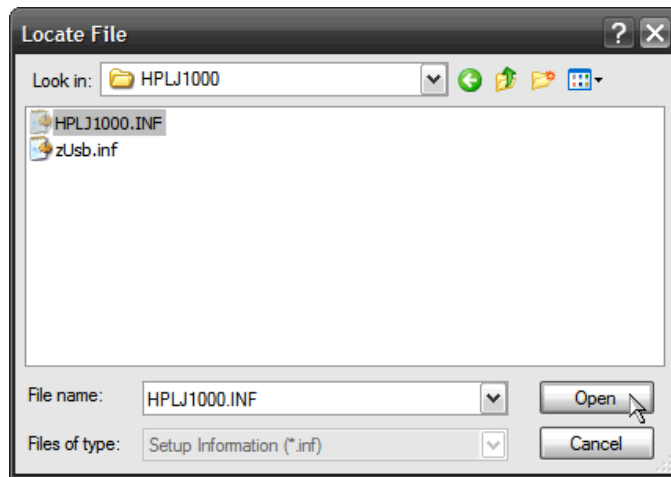 Locate File
Look in: HPLJ1000
HPLJ1000.INF
zUsb.inf
File name: HPLJ1000.INF Open
Files of type: Setup Information (*.inf) Cancel